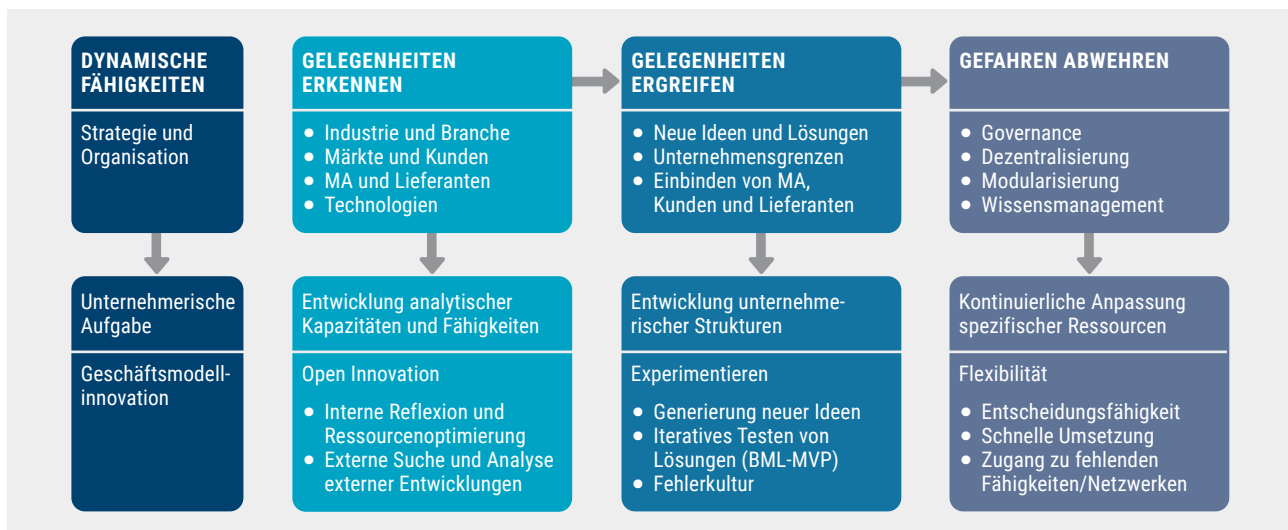 DYNAMISCHE
FÄHIGKEITEN
Strategie und
Organisation
Unternehmerische
Aufgabe
Geschäftsmodell-
innovation
GELEGENHEITEN
ERKENNEN
• Industrie und Branche
• Märkte und Kunden
• MA und Lieferanten
• Technologien
Entwicklung analytischer
Kapazitäten und Fähigkeiten
Open Innovation
• Interne Reflexion und
Ressourcenoptimierung
• Externe Suche und Analyse
externer Entwicklungen
GELEGENHEITEN
ERGREIFEN
• Neue Ideen und Lösungen
• Unternehmensgrenzen
• Einbinden von MA,
Kunden und Lieferanten
Entwicklung unternehme-
rischer Strukturen
Experimentieren
• Generierung neuer Ideen
• Iteratives Testen von
Lösungen (BML-MVP)
• Fehlerkultur
GEFAHREN ABWEHREN
• Governance
• Dezentralisierung
• Modularisierung
• Wissensmanagement
Kontinuierliche Anpassung
spezifischer Ressourcen
Flexibilität
• Entscheidungsfähigkeit
• Schnelle Umsetzung
• Zugang zu fehlenden
Fähigkeiten/Netzwerken